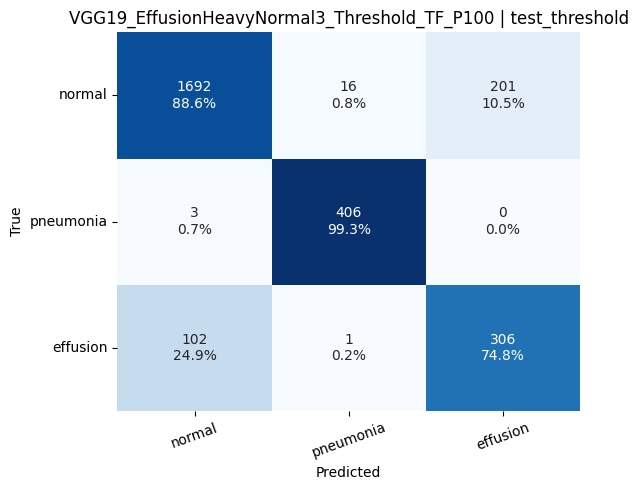 VGG19_EffusionHeavyNormal3_Threshold_TF_P100 | test_threshold
normal
1692
88.6%
16
0.8%
201
10.5%
True
pneumonia
3
0.7%
406
99.3%
0
0.0%
effusion
102
24.9%
1
0.2%
306
74.8%
normal
pneumonia
effusion
Predicted